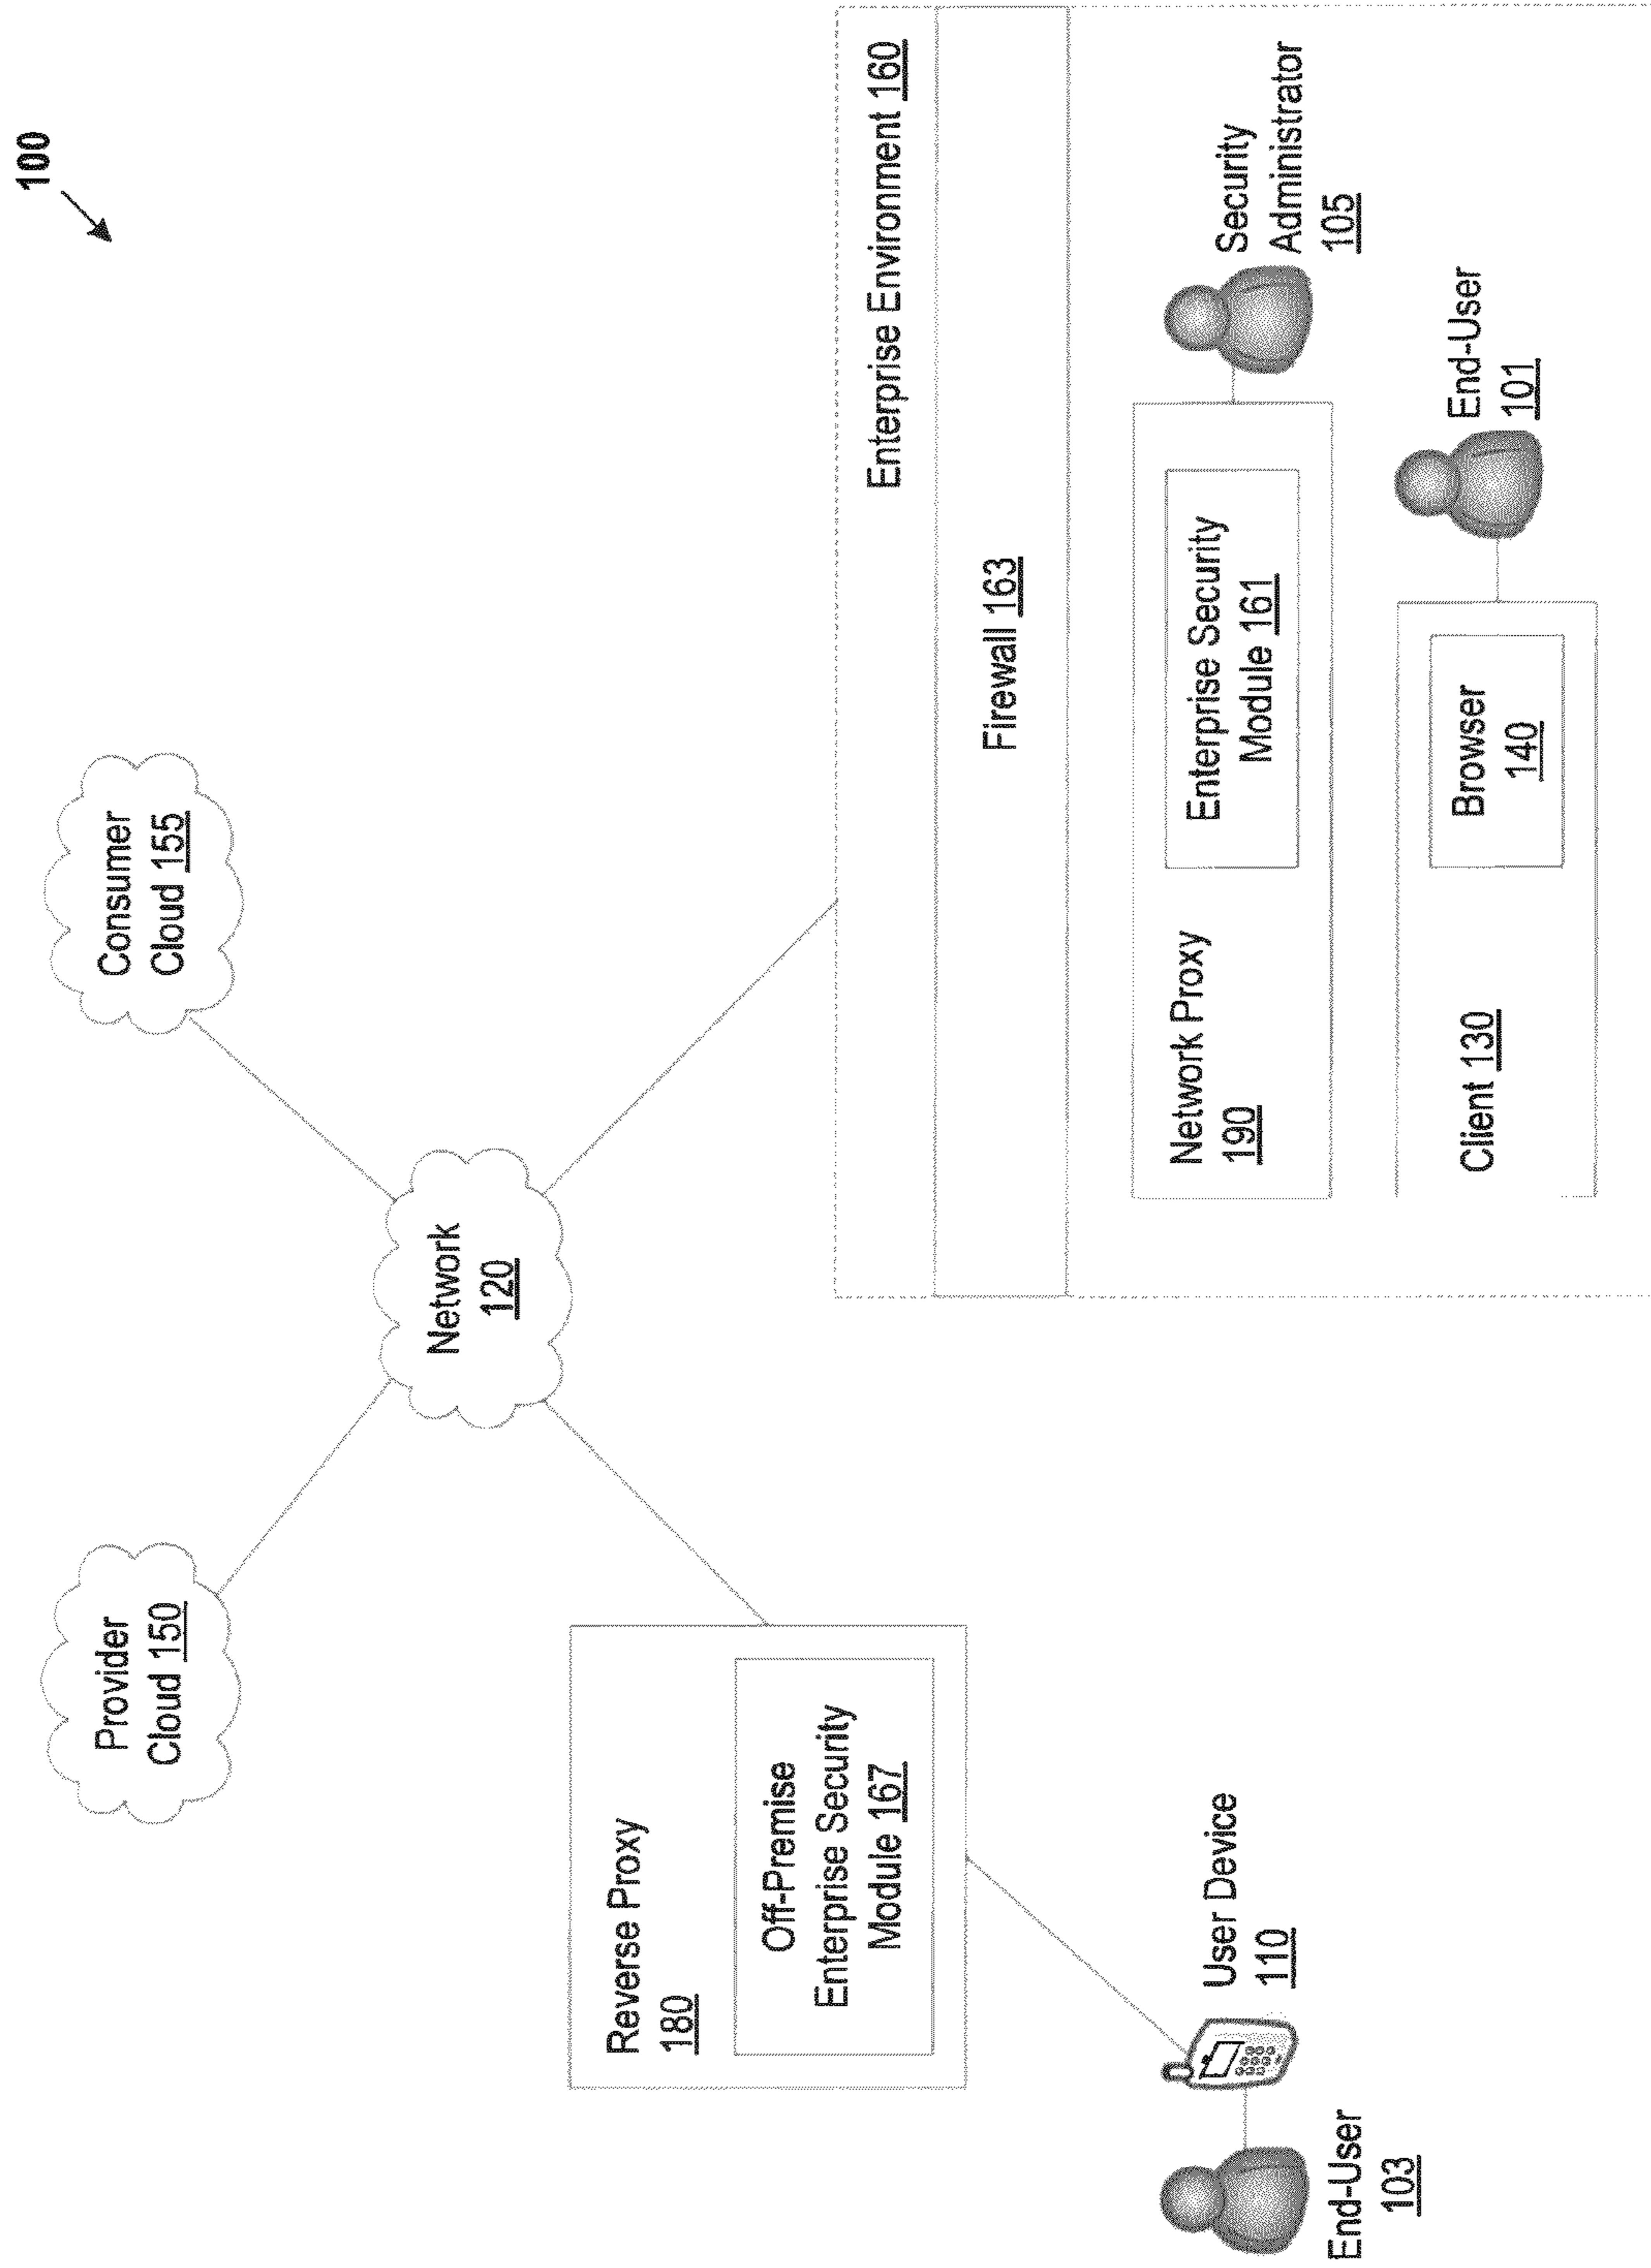 100
Provider
Cloud 150
Consumer
Cloud 155
Network
120
Reverse Proxy
180
Off-Premise
Enterprise Security
Module 167
User Device
110
End-User
103
Enterprise Environment 160
Firewall 163
Network Proxy
190
Enterprise Security
Module 161
Security
Administrator
105
Client 130
Browser
140
End-User
101